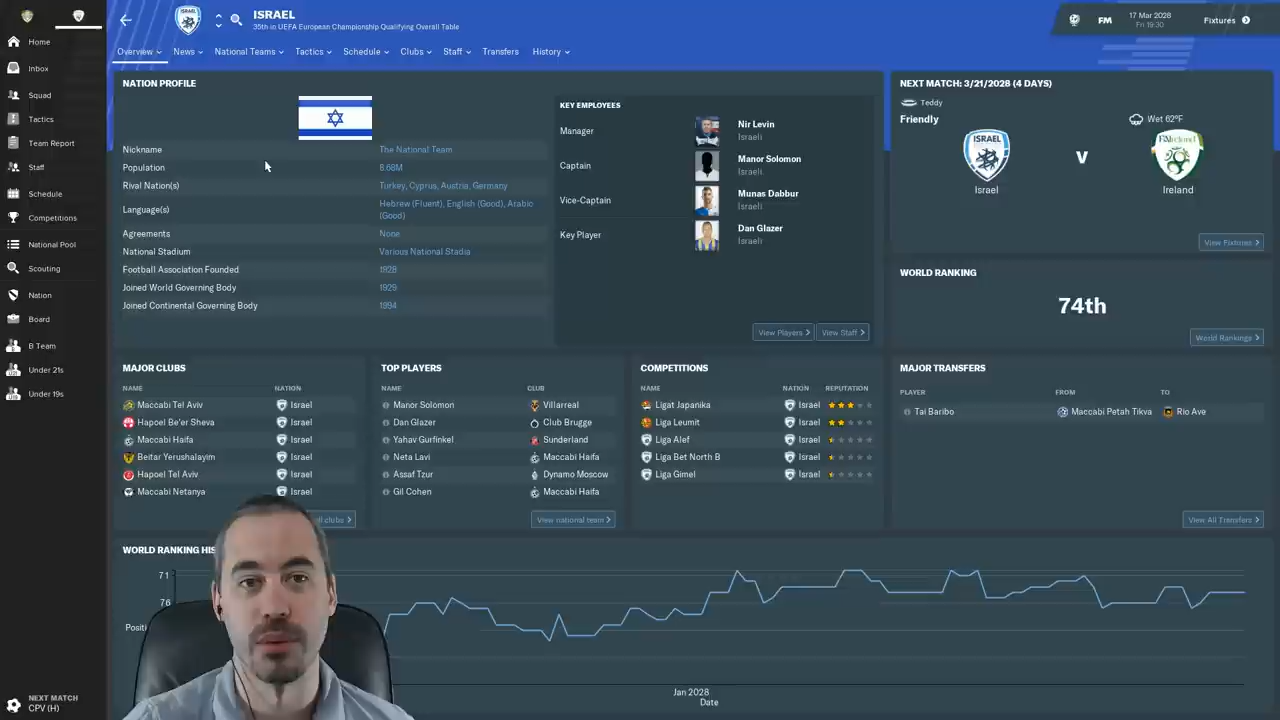 ISRAEL
35th in UEFA European Championship Qualifying Overall Table
FM
17 Mar 2028
Fri 19:30
Fixtures
Overview News National Teams Tactics Schedule Clubs Staff Transfers History
Home
Inbox
Squad
Tactics
Team Report
Staff
Schedule
Competitions
National Pool
Scouting
Nation
Board
B Team
Under 21s
Under 19s
NEXT MATCH
CPV (H)
NATION PROFILE
Nickname The National Team
Population 8.68M
Rival Nation(s) Turkey, Cyprus, Austria, Germany
Language(s) Hebrew (Fluent), English (Good), Arabic
(Good)
Agreements None
National Stadium Various National Stadia
Football Association Founded 1928
Joined World Governing Body 1929
Joined Continental Governing Body 1994
KEY EMPLOYEES
Manager Nir Levin
Israeli
Captain Manor Solomon
Israeli
Vice-Captain Munas Dabbur
Israeli
Key Player Dan Glazer
Israeli
View Players View Staff
NEXT MATCH: 3/21/2028 (4 DAYS)
Teddy
Friendly Wet 62°F
ISRAEL
V
Israel Ireland
View Fixtures
WORLD RANKING
74th
World Rankings
MAJOR CLUBS
NAME NATION
Maccabi Tel Aviv Israel
Hapoel Be'er Sheva Israel
Maccabi Haifa Israel
Beitar Yerushalayim Israel
Hapoel Tel Aviv Israel
Maccabi Netanya Israel
clubs
TOP PLAYERS
NAME CLUB
Manor Solomon Villarreal
Dan Glazer Club Brugge
Yahav Gurfinkel Sunderland
Neta Lavi Maccabi Haifa
Assaf Tzur Dynamo Moscow
Gil Cohen Maccabi Haifa
View national team
COMPETITIONS
NAME NATION REPUTATION
Ligat Japanika Israel
Liga Leumit Israel
Liga Alef Israel
Liga Bet North B Israel
Liga Gimel Israel
MAJOR TRANSFERS
PLAYER FROM TO
Tai Baribo Maccabi Petah Tikva Rio Ave
View All Transfers
WORLD RANKING HIS
71
76
Positi
Jan 2028
Date